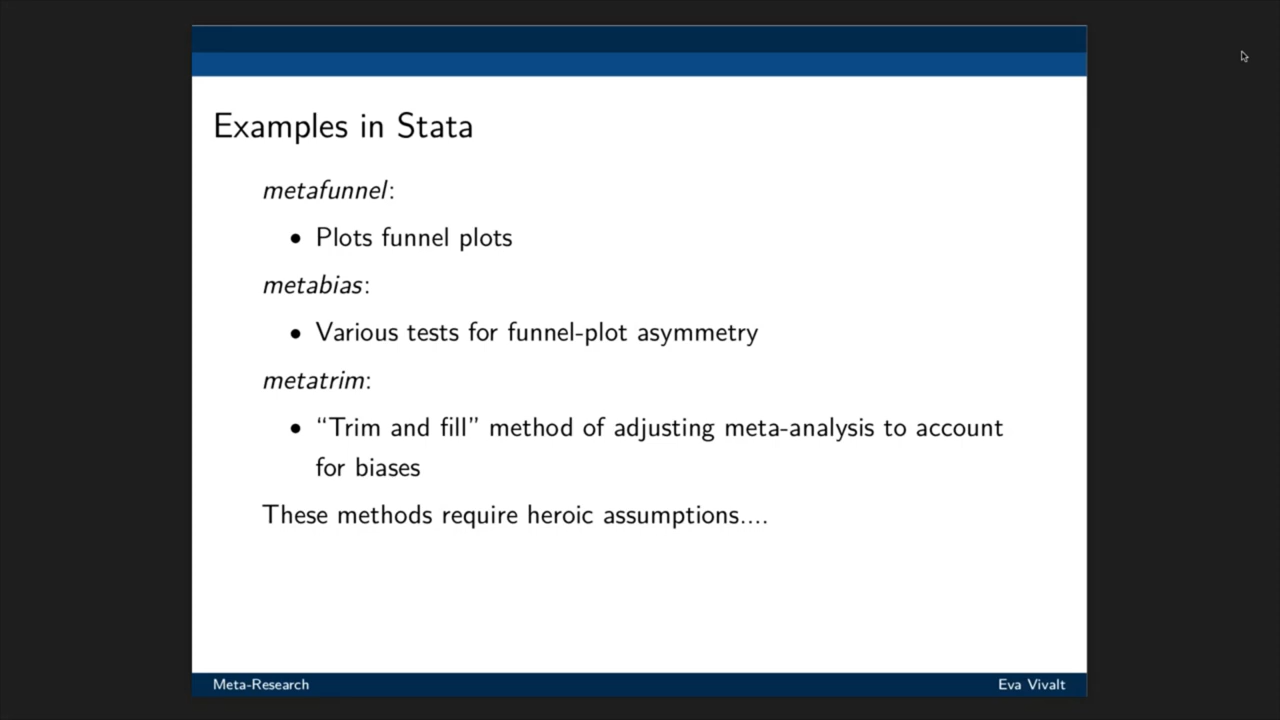 Examples in Stata
metafunnel:
• Plots funnel plots
metabias:
• Various tests for funnel-plot asymmetry
metatrim:
• “Trim and fill” method of adjusting meta-analysis to account
for biases
These methods require heroic assumptions....
Meta-Research
Eva Vivalt